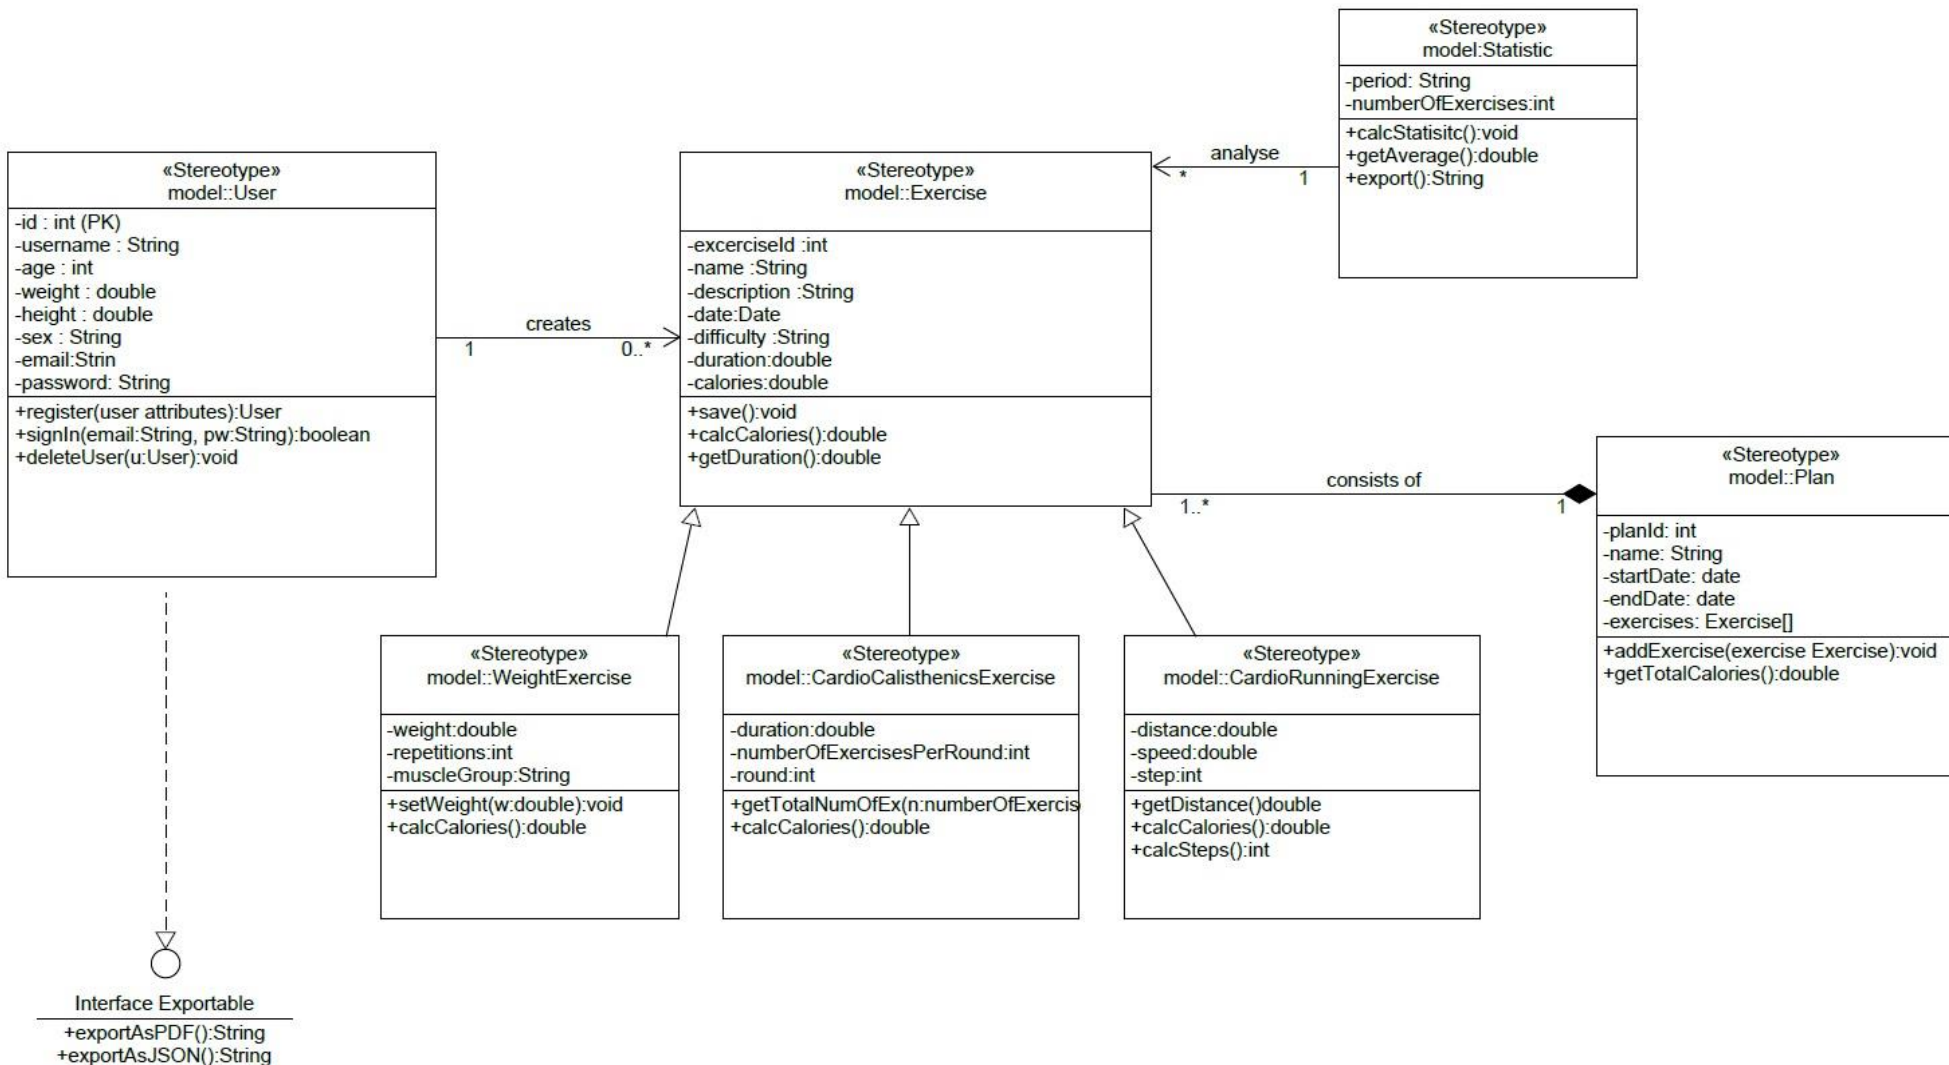 «Stereotype»
model:Statistic
-period: String
-numberOfExercises:int
+calcStatisitc():void
+getAverage():double
+export():String
«Stereotype»
model::User
-id : int (PK)
-username : String
-age : int
-weight : double
-height : double
-sex : String
-email:Strin
-password: String
+register(user attributes):User
+signIn(email:String, pw:String):boolean
+deleteUser(u:User):void
creates
1
0..*
«Stereotype»
model::Exercise
-excerciseId :int
-name :String
-description :String
-date:Date
-difficulty :String
-duration:double
-calories:double
+save():void
+calcCalories():double
+getDuration():double
analyse
*
1
consists of
1..*
1
«Stereotype»
model::Plan
-planId: int
-name: String
-startDate: date
-endDate: date
-exercises: Exercise[]
+addExercise(exercise Exercise):void
+getTotalCalories():double
«Stereotype»
model::WeightExercise
-weight:double
-repetitions:int
-muscleGroup:String
+setWeight(w:double):void
+calcCalories():double
«Stereotype»
model::CardioCalisthenicsExercise
-duration:double
-numberOfExercisesPerRound:int
-round:int
+getTotalNumOfEx(n:numberOfExercis
+calcCalories():double
«Stereotype»
model::CardioRunningExercise
-distance:double
-speed:double
-step:int
+getDistance()double
+calcCalories():double
+calcSteps():int
Interface Exportable
+exportAsPDF():String
+exportAsJSON():String